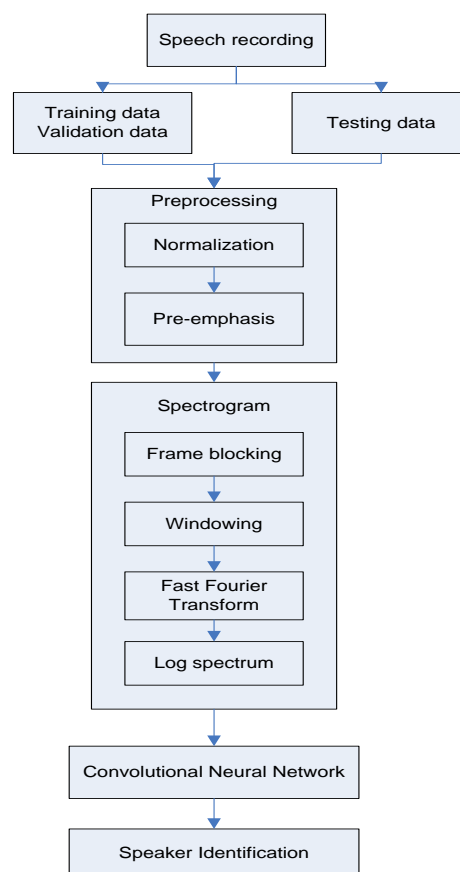 Speech recording
Training data
Validation data
Testing data
Preprocessing
Normalization
Pre-emphasis
Spectrogram
Frame blocking
Windowing
Fast Fourier
Transform
Log spectrum
Convolutional Neural Network
Speaker Identification